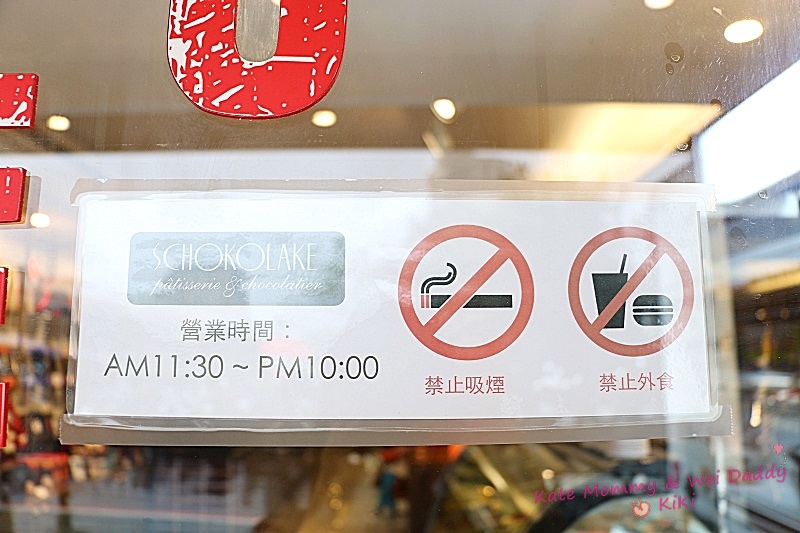 SCHOKOLAKE
pâtisserie & chocolatier
營業時間：
AM11:30 ~ PM10:00
禁止吸煙
禁止外食
Kate Mommy & Wei Daddy
KiKi